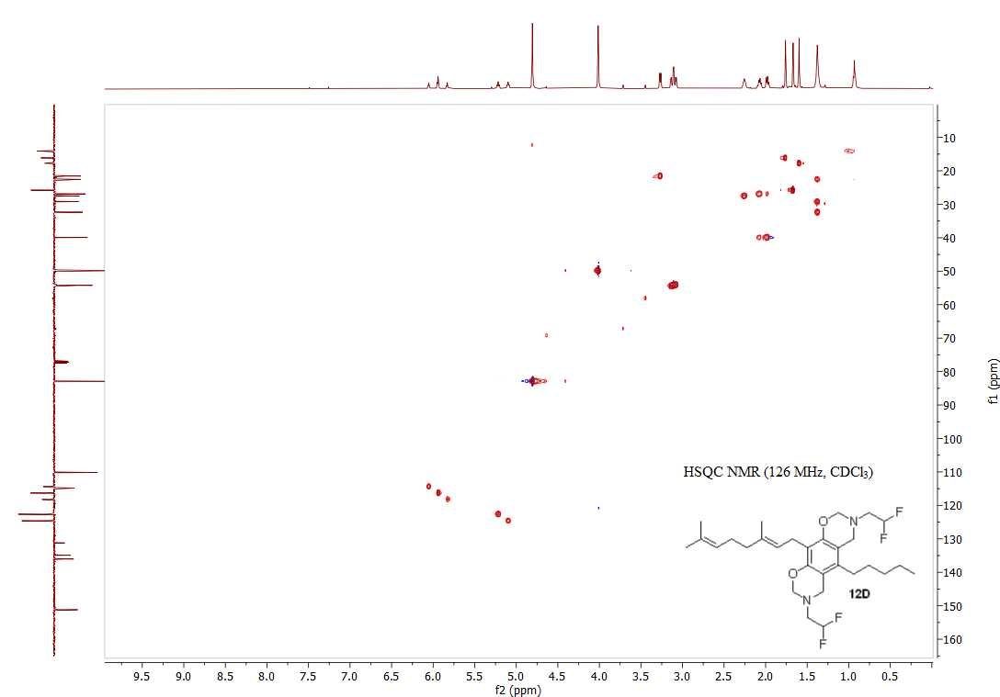 10
20
30
40
50
60
70
80
90
100
110
120
130
140
150
160
f1 (ppm)
HSQC NMR (126 MHz, CDCl₃)
O
N
F
F
O
N
F
F
12D
9.5 9.0 8.5 8.0 7.5 7.0 6.5 6.0 5.5 5.0 4.5 4.0 3.5 3.0 2.5 2.0 1.5 1.0 0.5
f2 (ppm)